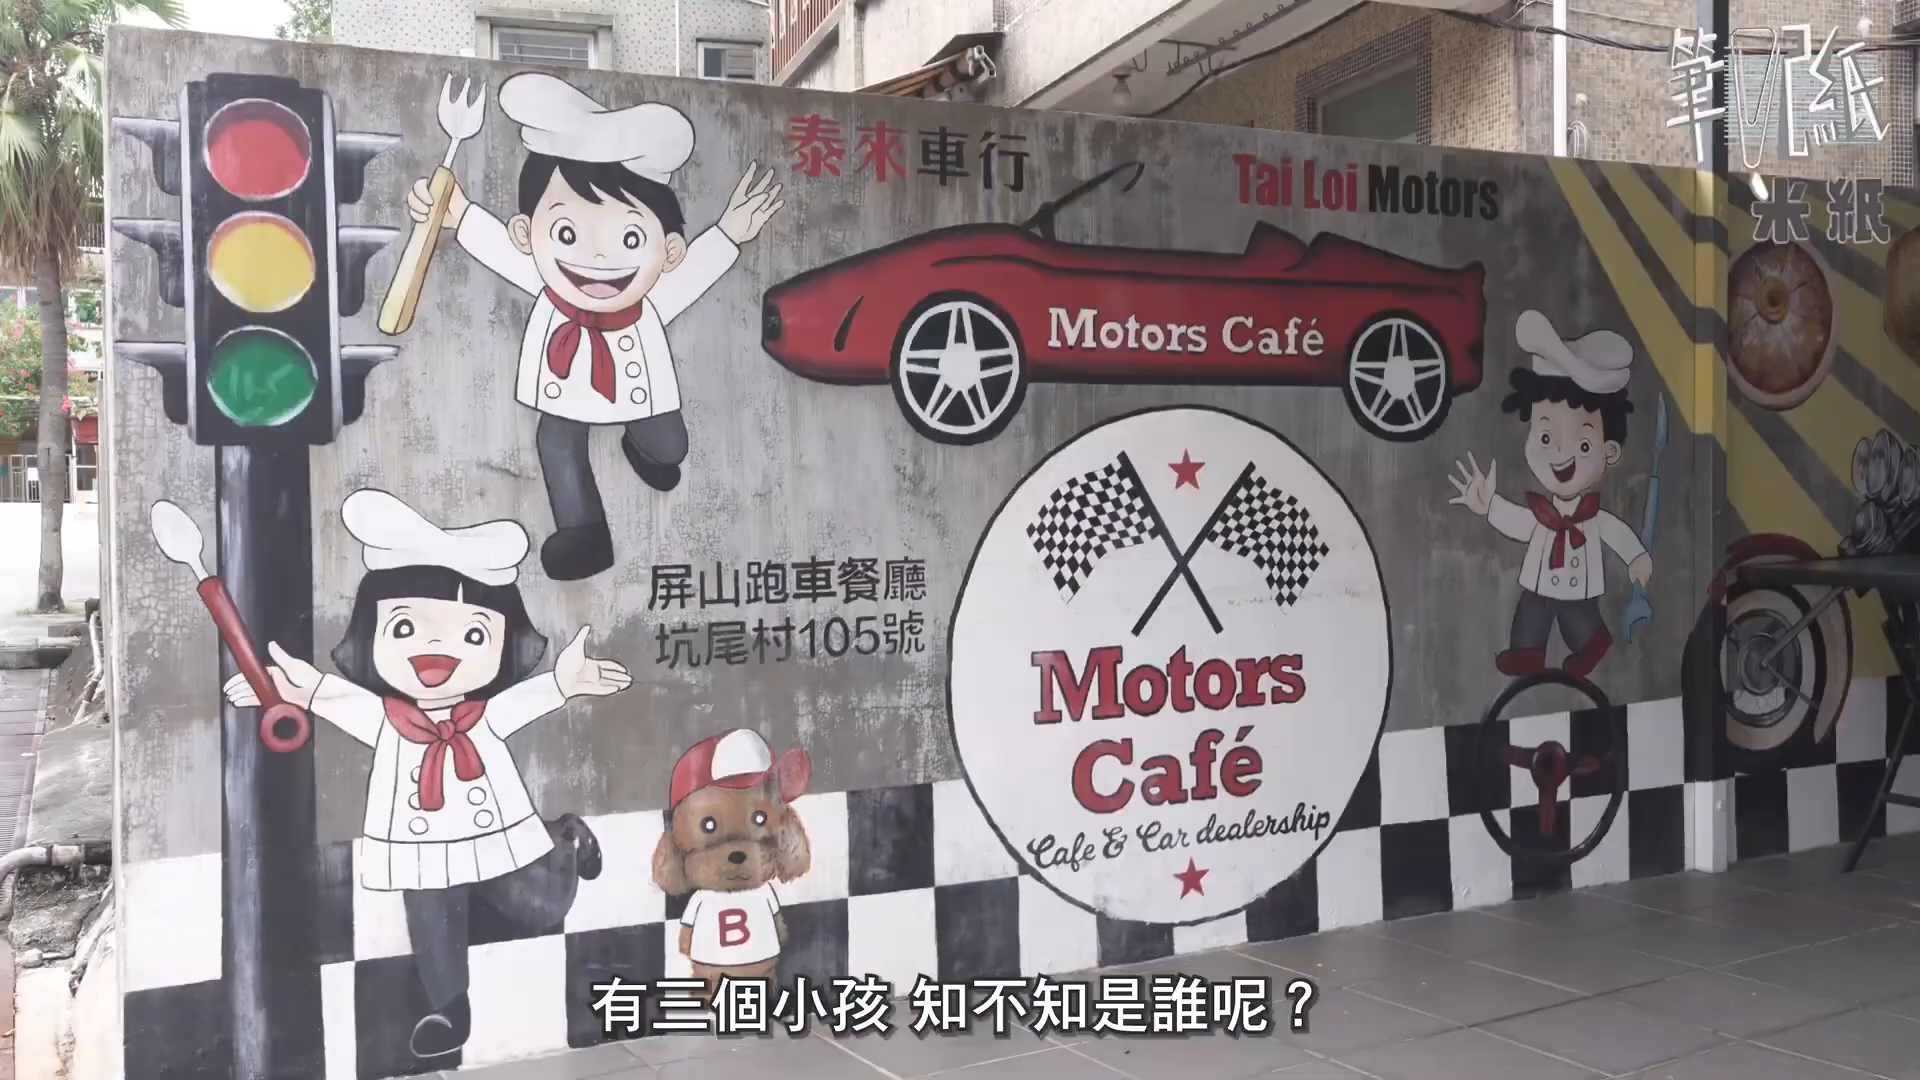 筆記紙
米紙
泰來車行
Tai Loi Motors
Motors Café
屏山跑車餐廳
坑尾村105號
Motors
Café
Cafe & Car dealership
B
有三個小孩 知不知是誰呢？